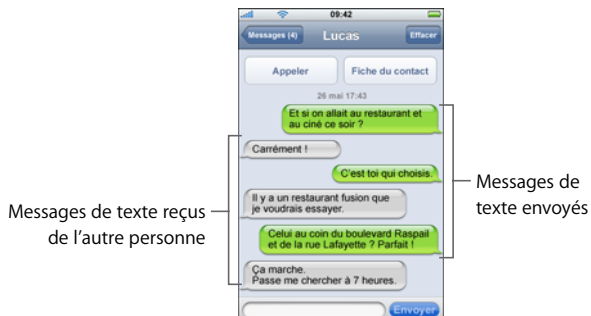 09:42
Messages (4)
Lucas
Effacer
Appeler
Fiche du contact
26 mai 17:43
Et si on allait au restaurant et
au ciné ce soir ?
Carrément !
C'est toi qui choisis.
Il y a un restaurant fusion que
je voudrais essayer.
Celui au coin du boulevard Raspail
et de la rue Lafayette ? Parfait !
Ça marche.
Passe me chercher à 7 heures.
Envoyer
Messages de texte reçus
de l'autre personne
Messages de
texte envoyés